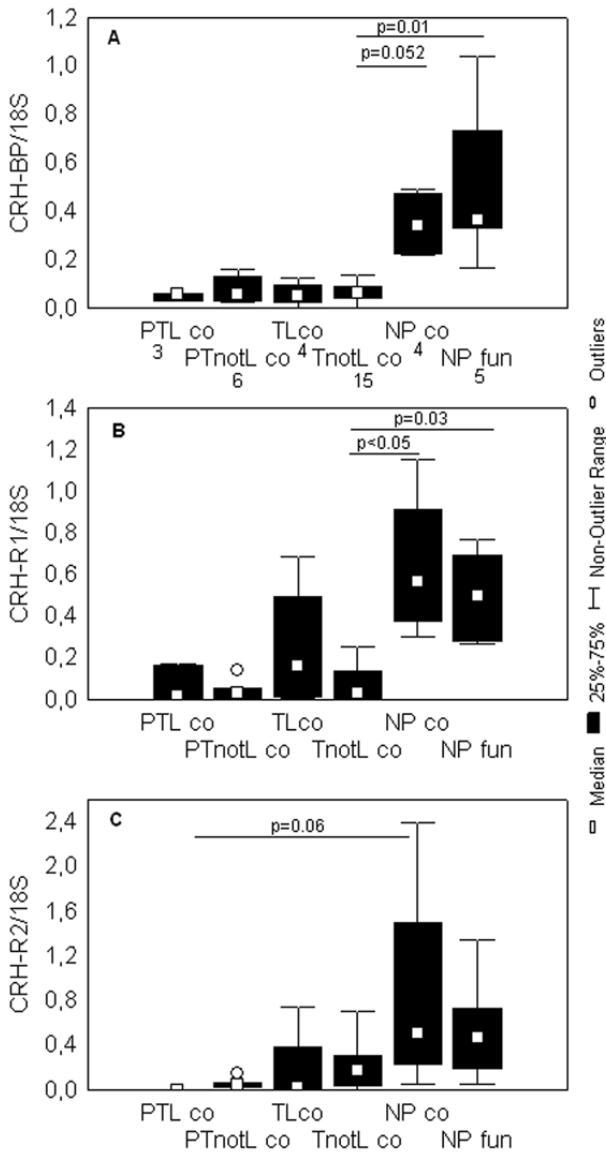 A
p=0.01
p=0.052
1,2
1,0
0,8
0,6
0,4
0,2
0,0
CRH-BP/18S
PTL co TLco NP co
3 4 4
PTnotL co TnotL co NP fun
6 15 5
B
p=0.03
p<0.05
1,4
1,2
1,0
0,8
0,6
0,4
0,2
0,0
CRH-R1/18S
PTL co TLco NP co
PTnotL co TnotL co NP fun
C
p=0.06
2,4
2,0
1,6
1,2
0,8
0,4
0,0
CRH-R2/18S
PTL co TLco NP co
PTnotL co TnotL co NP fun
Median 25%-75% Non-Outlier Range Outliers